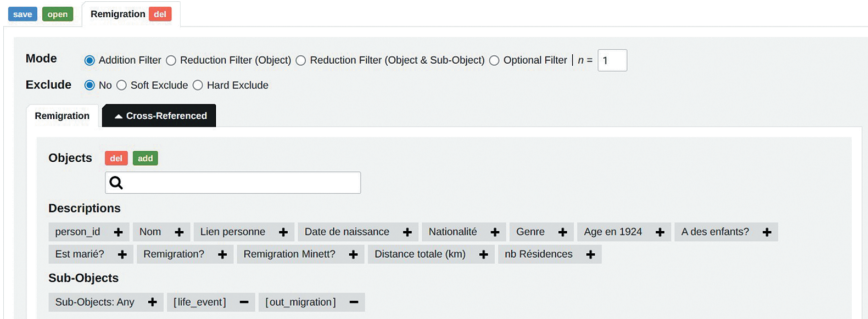 save open Remigration del
Mode Addition Filter Reduction Filter (Object) Reduction Filter (Object & Sub-Object) Optional Filter | n = 1
Exclude No Soft Exclude Hard Exclude
Remigration Cross-Referenced
Objects del add
Descriptions
person_id + Nom + Lien personne + Date de naissance + Nationalité + Genre + Age en 1924 + A des enfants? +
Est marié? + Remigration? + Remigration Minett? + Distance totale (km) + nb Résidences +
Sub-Objects
Sub-Objects: Any + [life_event] − [out_migration] −